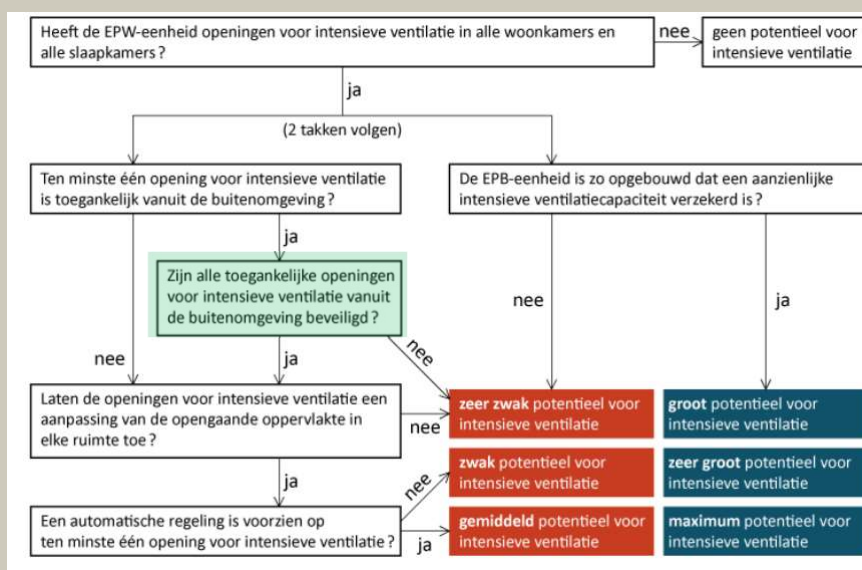 Heeft de EPW-eenheid openingen voor intensieve ventilatie in alle woonkamers en
alle slaapkamers?
nee
geen potentieel voor
intensieve ventilatie
ja
(2 takken volgen)
Ten minste één opening voor intensieve ventilatie
is toegankelijk vanuit de buitenomgeving?
De EPB-eenheid is zo opgebouwd dat een aanzienlijke
intensieve ventilatiecapaciteit verzekerd is?
ja
Zijn alle toegankelijke openingen
voor intensieve ventilatie vanuit
de buitenomgeving beveiligd?
nee
ja
nee
ja
nee
Laten de openingen voor intensieve ventilatie een
aanpassing van de opengaande oppervlakte in
elke ruimte toe?
nee
zeer zwak potentieel voor
intensieve ventilatie
groot potentieel voor
intensieve ventilatie
ja
nee
zwak potentieel voor
intensieve ventilatie
zeer groot potentieel voor
intensieve ventilatie
Een automatische regeling is voorzien op
ten minste één opening voor intensieve ventilatie?
ja
gemiddeld potentieel voor
intensieve ventilatie
maximum potentieel voor
intensieve ventilatie